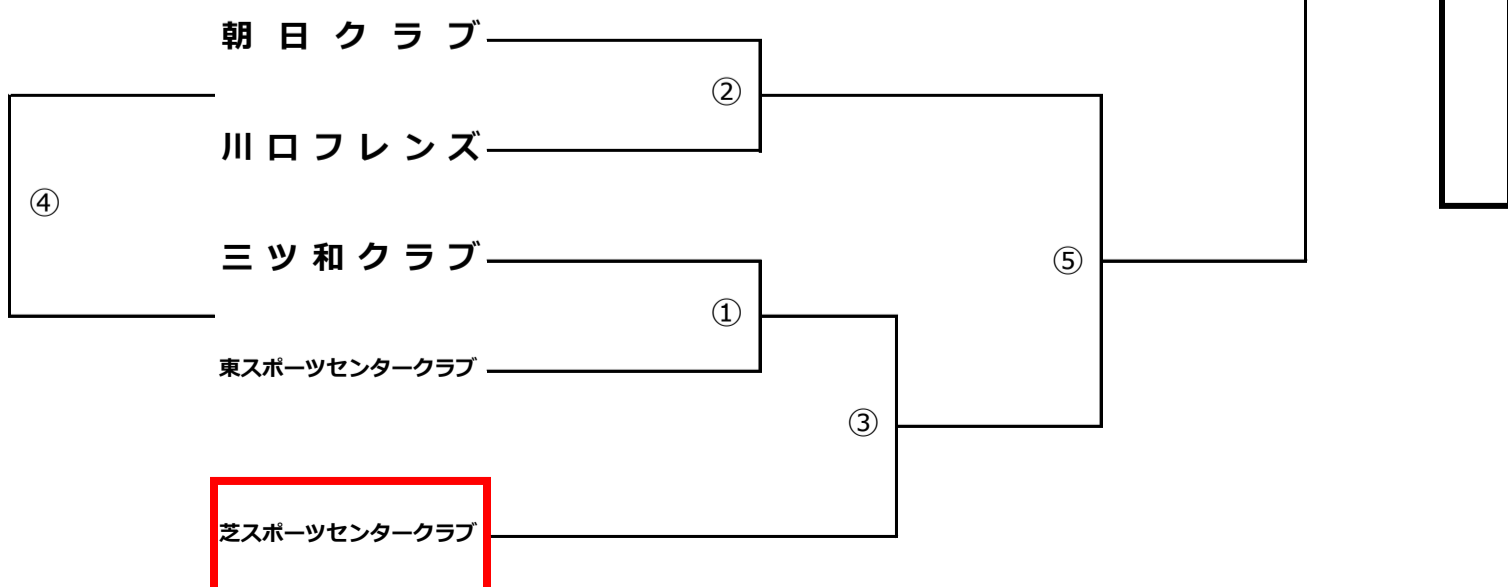 朝日クラブ
②
川口フレンズ
④
三ツ和クラブ
⑤
①
東スポーツセンタークラブ
③
芝スポーツセンタークラブ